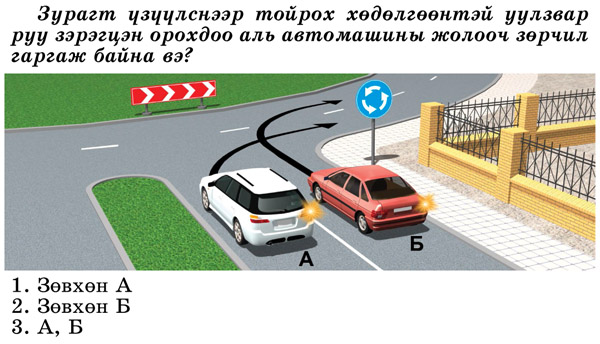 Зурагт үзүүлснээр тойрох хөдөлгөөнтэй уулзвар
руу зэрэгцэн орохдоо аль автомашины жолооч зөрчил
гаргаж байна вэ?
А
Б
1. Зөвхөн А
2. Зөвхөн Б
3. А, Б